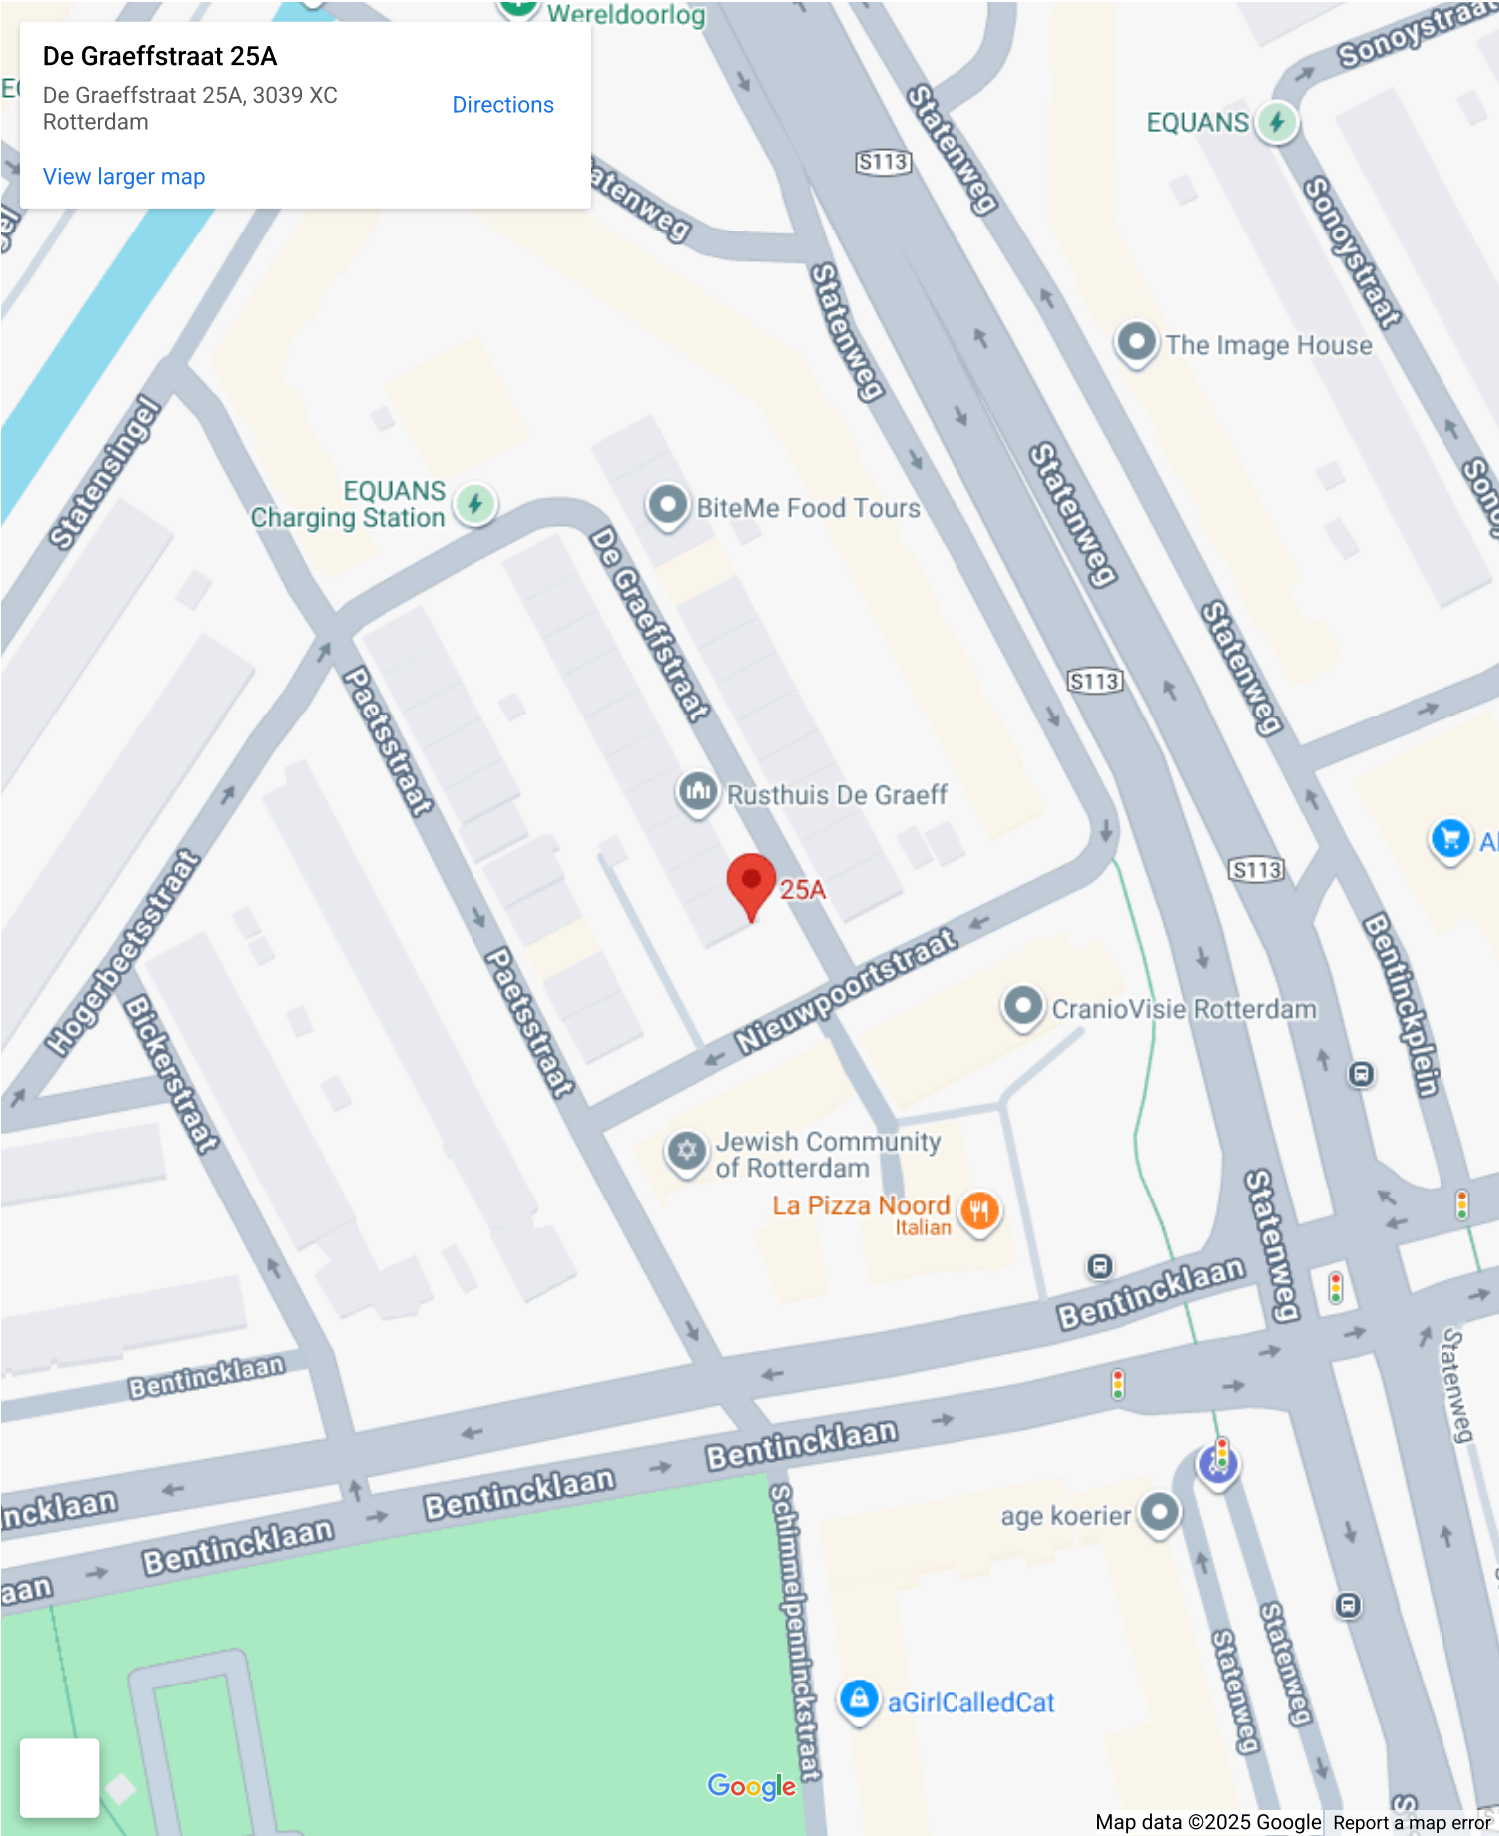 Wereldoorlog
De Graeffstraat 25A
De Graeffstraat 25A, 3039 XC
Rotterdam
Directions
View larger map
Sonoystraat
EQUANS
S113
Statenweg
atenweg
Sonoystraat
Statenweg
The Image House
Statensingel
EQUANS
Charging Station
BiteMe Food Tours
Statenweg
De Graeffstraat
Statenweg
S113
Paetsstraat
Rusthuis De Graeff
25A
S113
Hogerbeetsstraat
Nieuwpoortstraat
Bentinckplein
Paetsstraat
CranioVisie Rotterdam
Bickerstraat
Jewish Community
of Rotterdam
La Pizza Noord
Italian
Statenweg
Bentincklaan
Bentincklaan
Statenweg
Bentincklaan
Bentincklaan
ncklaan
Bentincklaan
aan
Schimmelpenninckstraat
age koerier
Statenweg
Statenweg
aGirlCalledCat
Google
Map data ©2025 Google
Report a map error